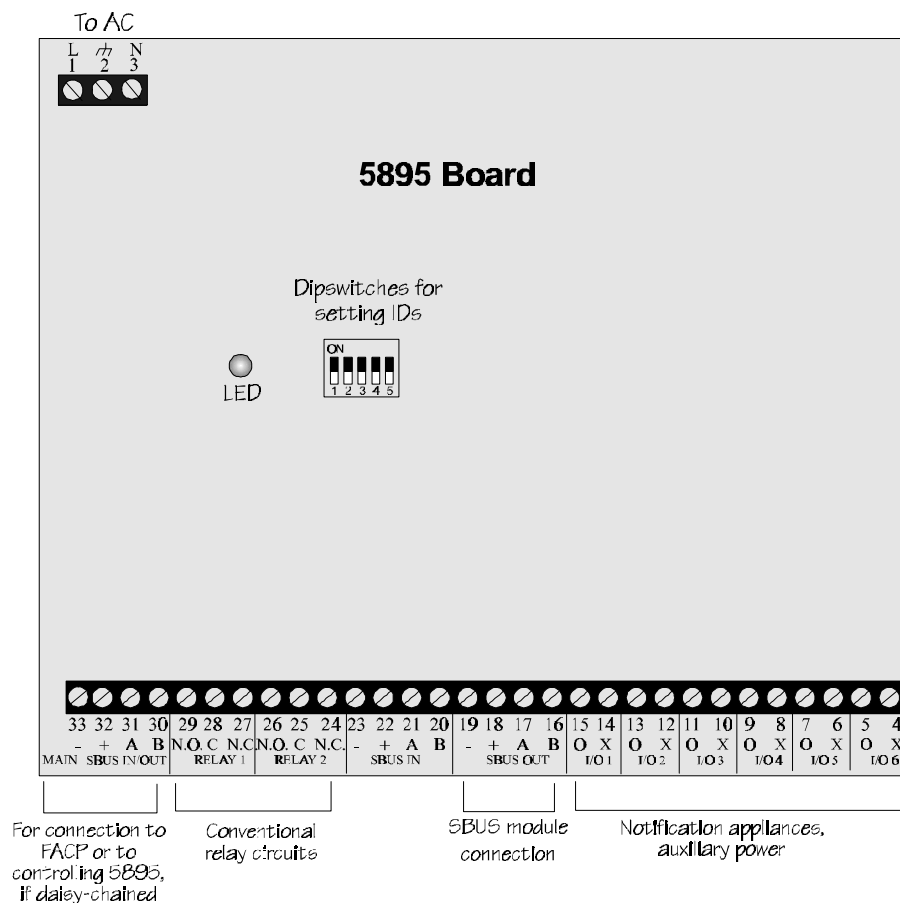 To AC
L N
1 2 3
5895 Board
Dipswitches for
setting IDs
ON
1 2 3 4 5
LED
33 32 31 30 29 28 27 26 25 24 23 22 21 20 19 18 17 16 15 14 13 12 11 10 9 8 7 6 5 4
- + A B N.O. C N.C. N.O. C N.C. - + A B - + A B O X O X O X O X O X O X
MAIN SBUS IN/OUT RELAY 1 RELAY 2 SBUS IN SBUS OUT I/O 1 I/O 2 I/O 3 I/O 4 I/O 5 I/O 6
For connection to
FACP or to
controlling 5895,
if daisy-chained
Conventional
relay circuits
SBUS module
connection
Notification appliances,
auxillary power